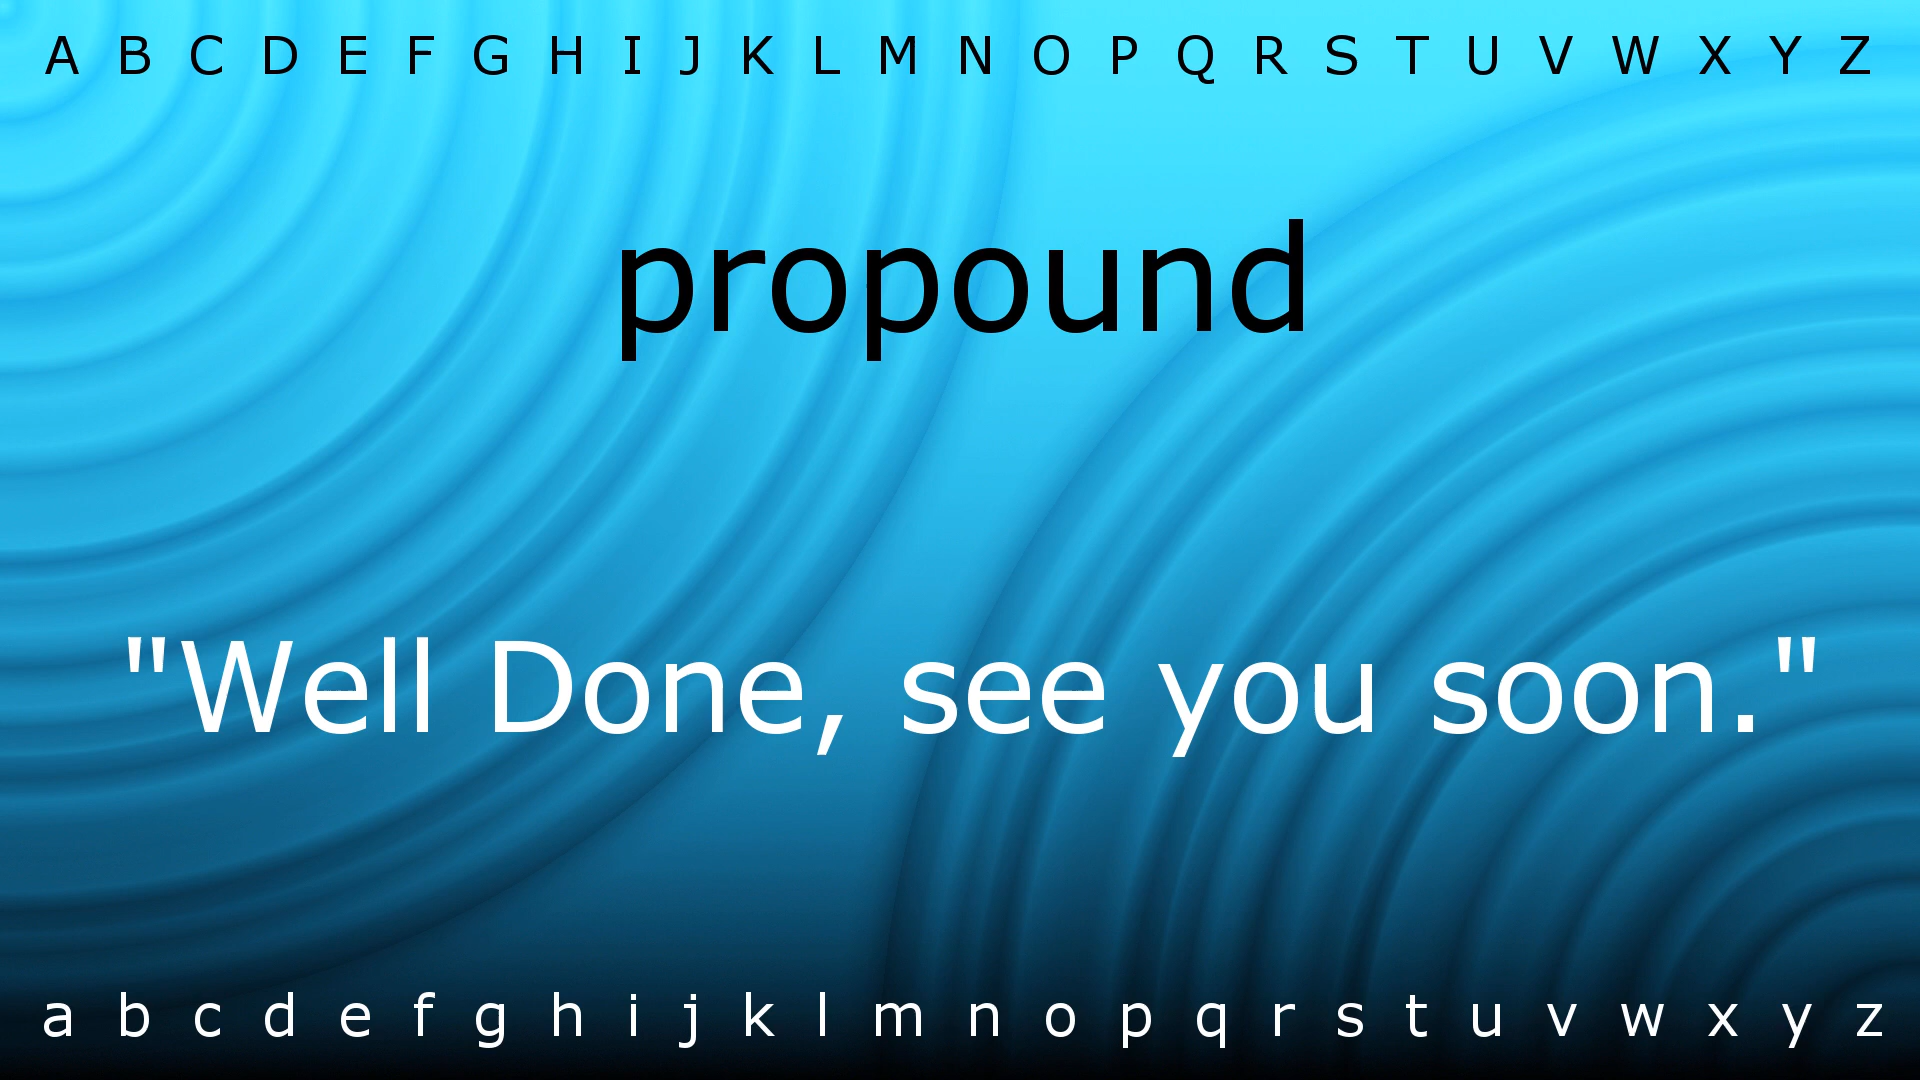 A B C D E F G H I J K L M N O P Q R S T U V W X Y Z
propound
"Well Done, see you soon."
a b c d e f g h i j k l m n o p q r s t u v w x y z